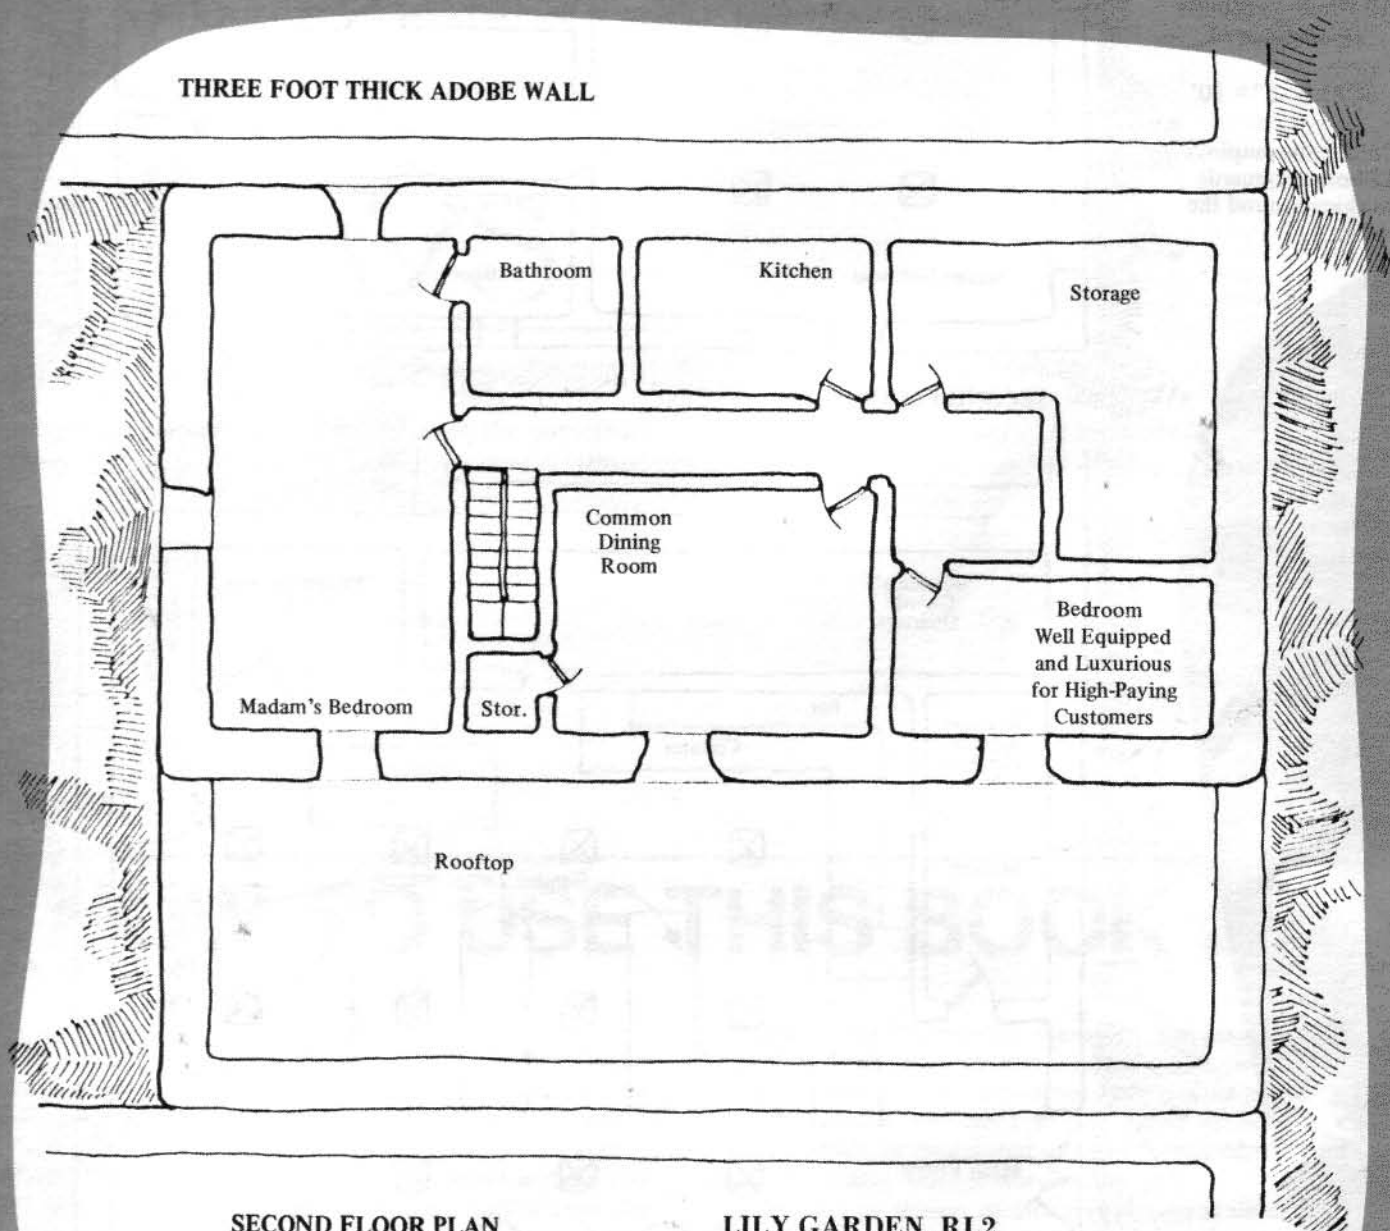 THREE FOOT THICK ADOBE WALL
Bathroom
Kitchen
Storage
Common
Dining
Room
Bedroom
Well Equipped
and Luxurious
for High-Paying
Customers
Madam's Bedroom
Stor.
Rooftop
SECOND FLOOR PLAN
LILY GARDEN, RL2